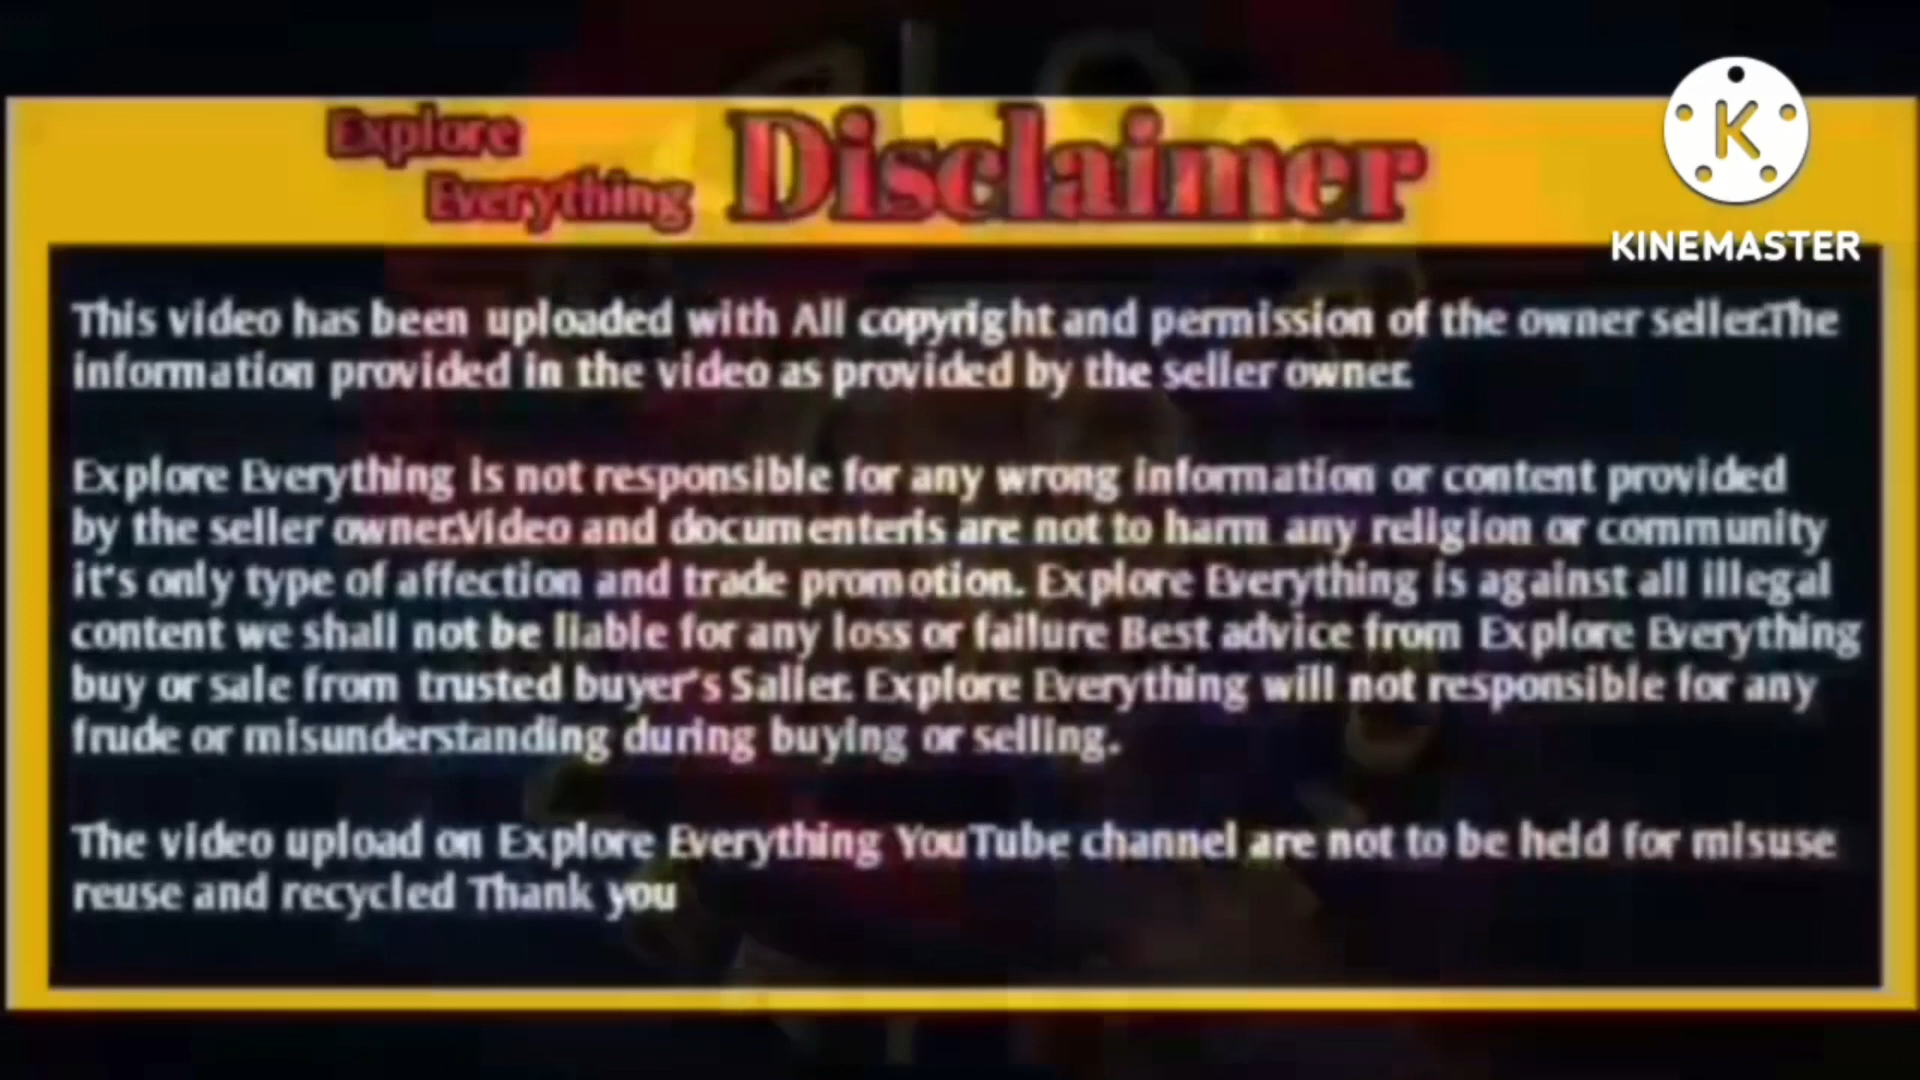 Explore
Everything
Disclaimer
K
KINEMASTER
This video has been uploaded with All copyright and permission of the owner seller.The
information provided in the video as provided by the seller owner.
Explore Everything is not responsible for any wrong information or content provided
by the seller owner.Video and documenteris are not to harm any religion or community
it's only type of affection and trade promotion. Explore Everything is against all illegal
content we shall not be liable for any loss or failure Best advice from Explore Everything
buy or sale from trusted buyer's Saller. Explore Everything will not responsible for any
frude or misunderstanding during buying or selling.
The video upload on Explore Everything YouTube channel are not to be held for misuse
reuse and recycled Thank you